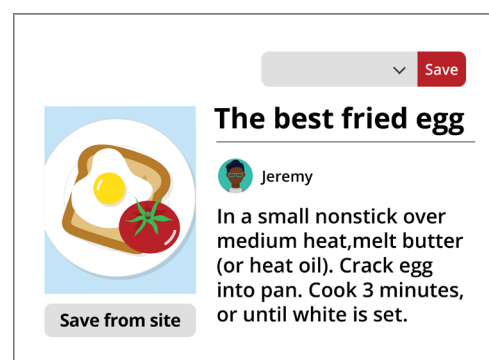 Save
The best fried egg
Jeremy
In a small nonstick over
medium heat,melt butter
(or heat oil). Crack egg
into pan. Cook 3 minutes,
or until white is set.
Save from site